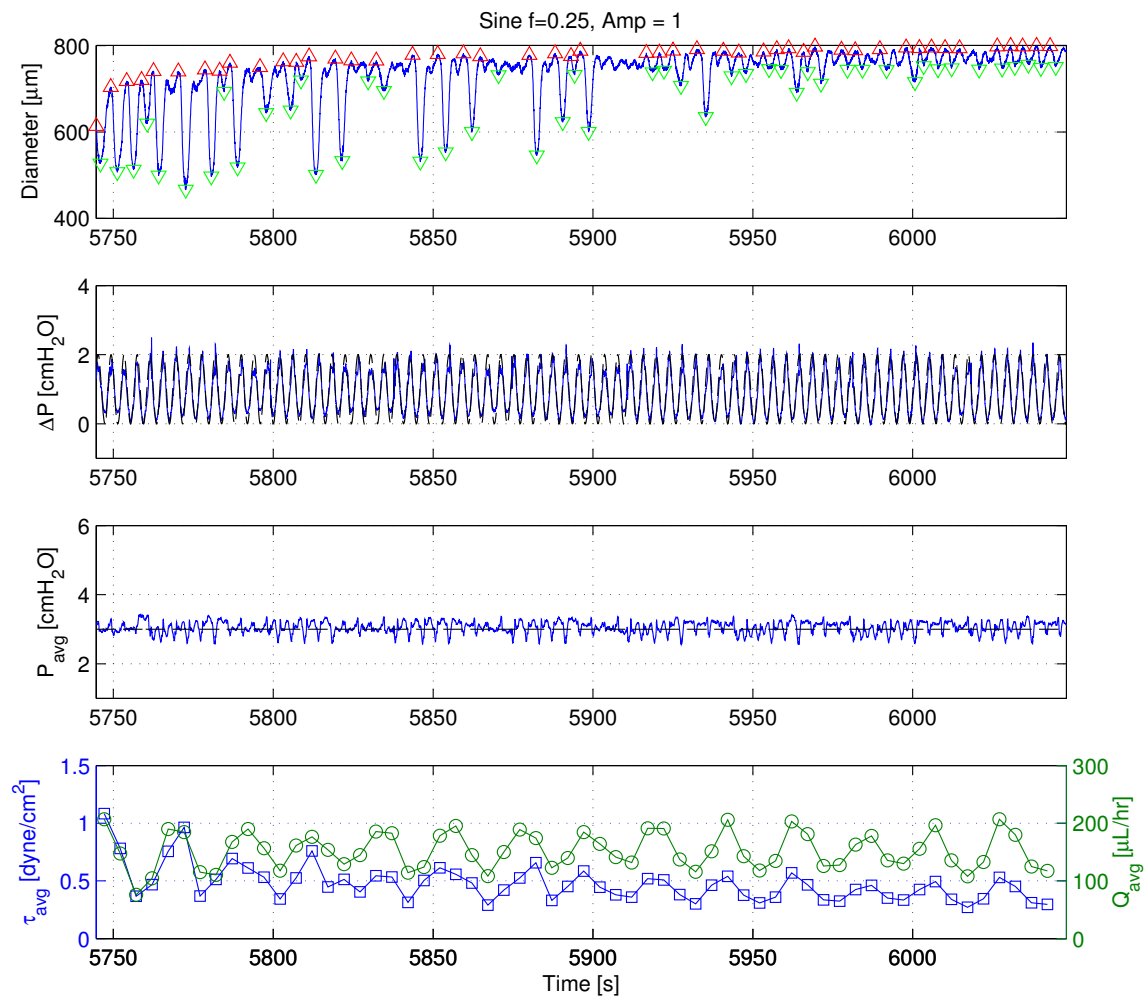 Sine f=0.25, Amp = 1
800
600
400
Diameter [µm]
5750 5800 5850 5900 5950 6000
4
2
0
ΔP [cmH2O]
5750 5800 5850 5900 5950 6000
6
4
2
Pavg [cmH2O]
5750 5800 5850 5900 5950 6000
1.5
1
0.5
0
τavg [dyne/cm2]
300
200
100
0
Qavg [µL/hr]
5750 5800 5850 5900 5950 6000
Time [s]